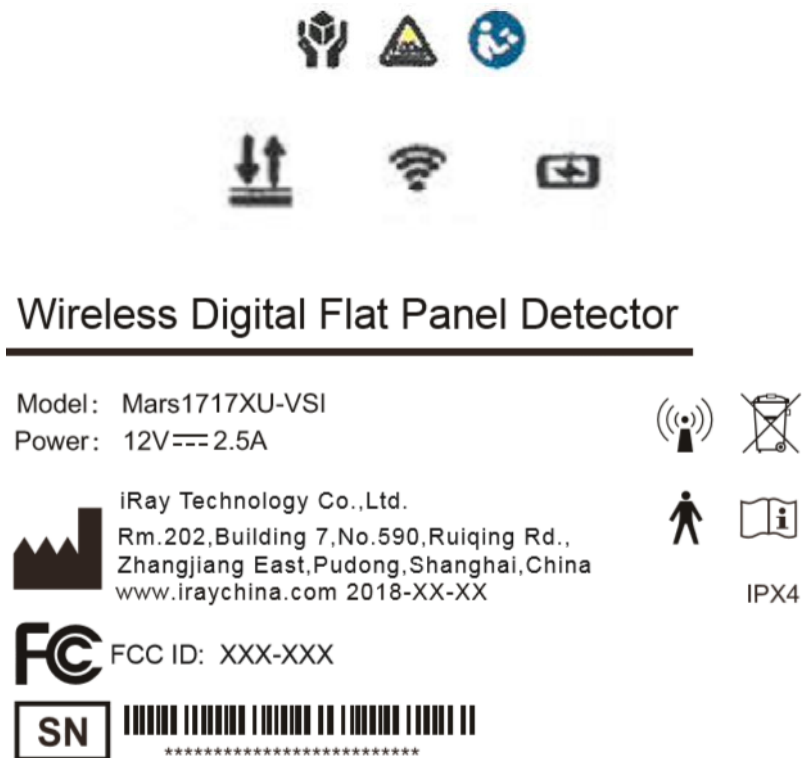 Wireless Digital Flat Panel Detector
Model: Mars1717XU-VSI
Power: 12V⎓2.5A
iRay Technology Co.,Ltd.
Rm.202,Building 7,No.590,Ruiqing Rd.,
Zhangjiang East,Pudong,Shanghai,China
www.iraychina.com 2018-XX-XX
IPX4
FC FCC ID: XXX-XXX
SN
**************************